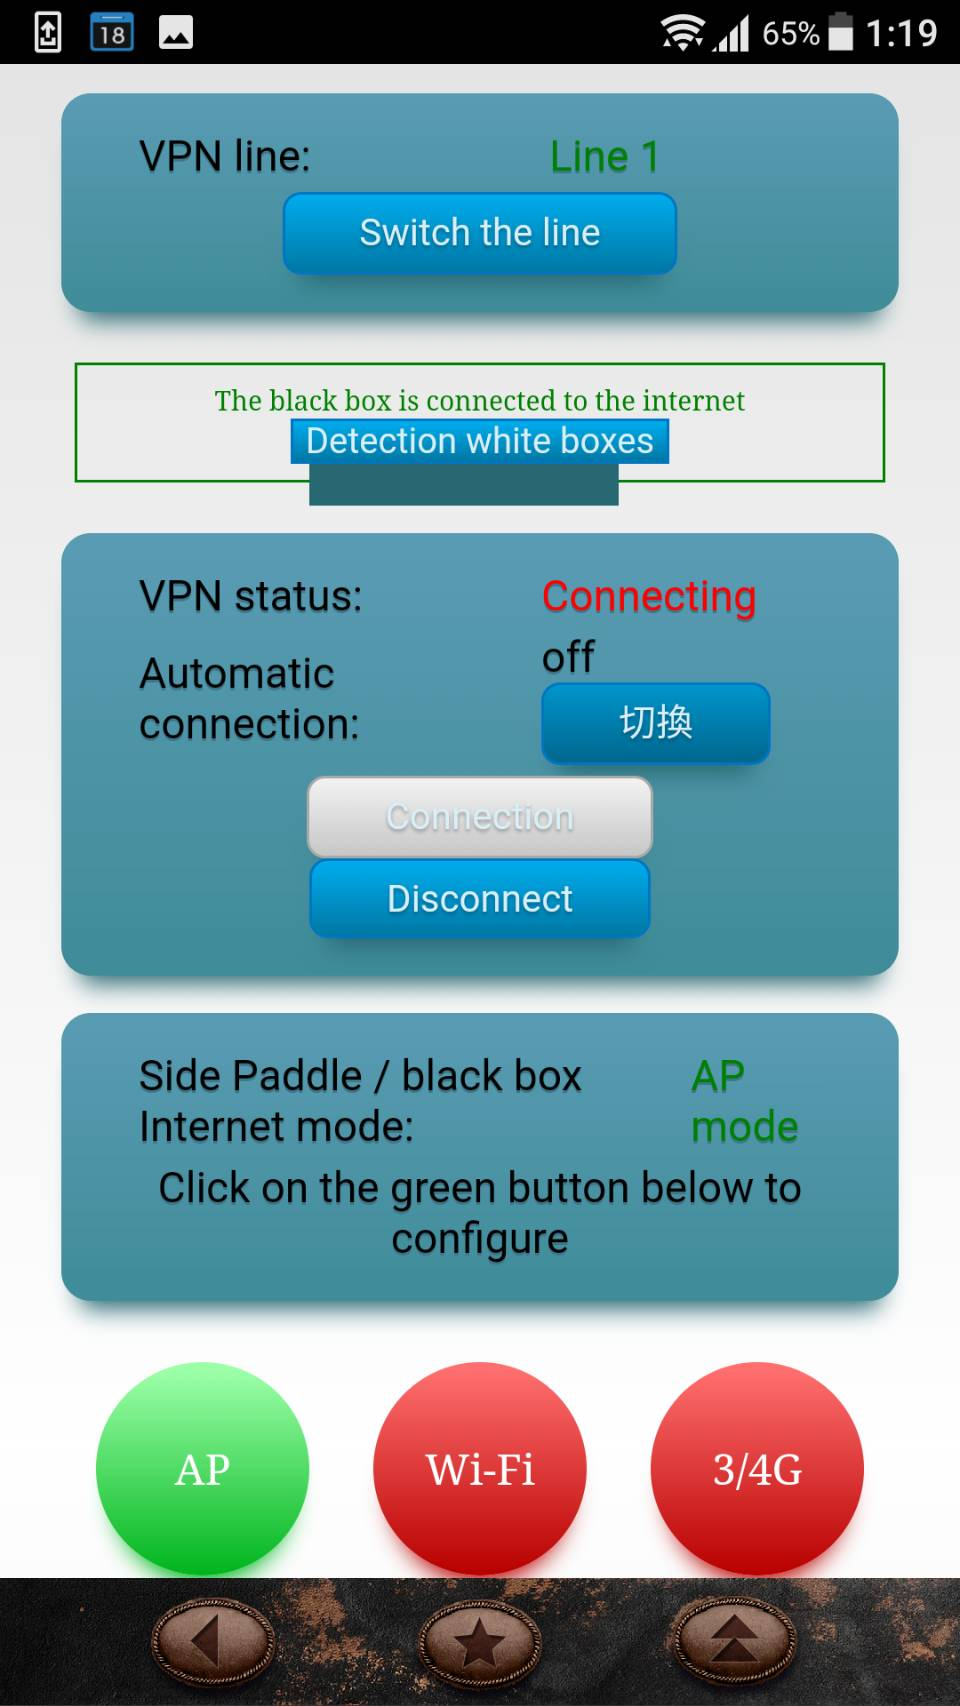 18
65%
1:19
VPN line:
Line 1
Switch the line
The black box is connected to the internet
Detection white boxes
VPN status:
Connecting
Automatic
connection:
off
切換
Connection
Disconnect
Side Paddle / black box
Internet mode:
AP
mode
Click on the green button below to
configure
AP
Wi-Fi
3/4G